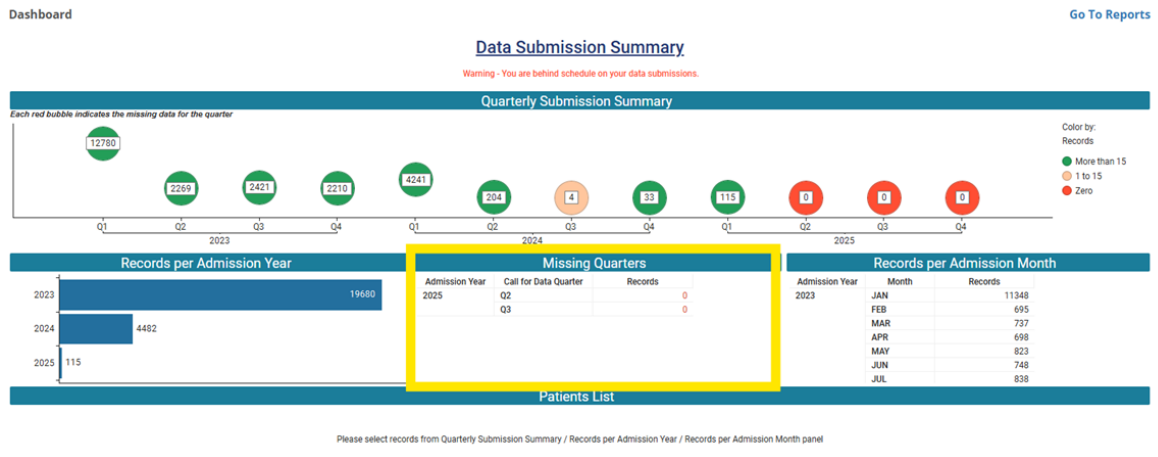 Dashboard
Go To Reports
Data Submission Summary
Warning - You are behind schedule on your data submissions.
Quarterly Submission Summary
Each red bubble indicates the missing data for the quarter
12780
2269
2421
2210
4241
204
4
33
115
0
0
0
Color by:
Records
More than 15
1 to 15
Zero
Q1 Q2 Q3 Q4 Q1 Q2 Q3 Q4 Q1 Q2 Q3 Q4
2023 2024 2025
Records per Admission Year
2023 19680
2024 4482
2025 115
Missing Quarters
Admission Year Call for Data Quarter Records
2025 Q2 0
Q3 0
Records per Admission Month
Admission Year Month Records
2023 JAN 11348
FEB 695
MAR 737
APR 698
MAY 823
JUN 748
JUL 838
Patients List
Please select records from Quarterly Submission Summary / Records per Admission Year / Records per Admission Month panel